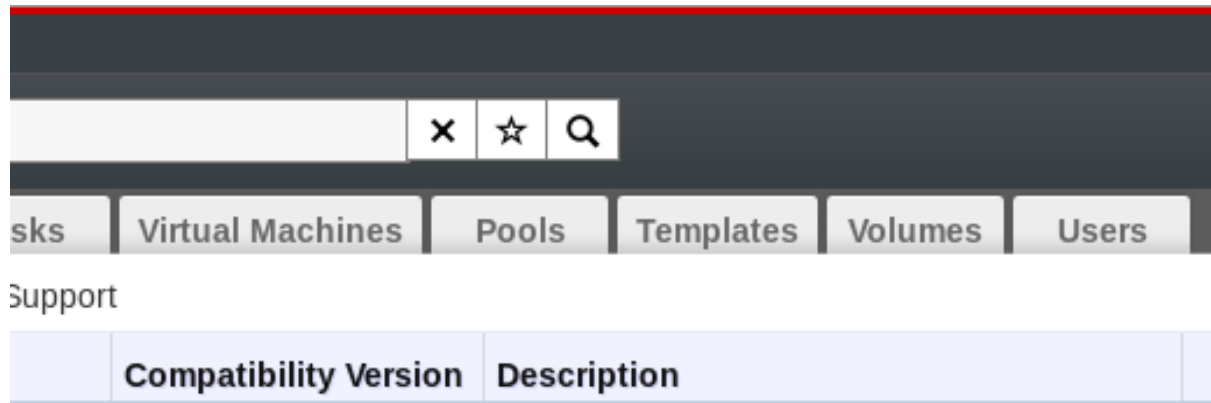 sks Virtual Machines Pools Templates Volumes Users
Support
Compatibility Version Description